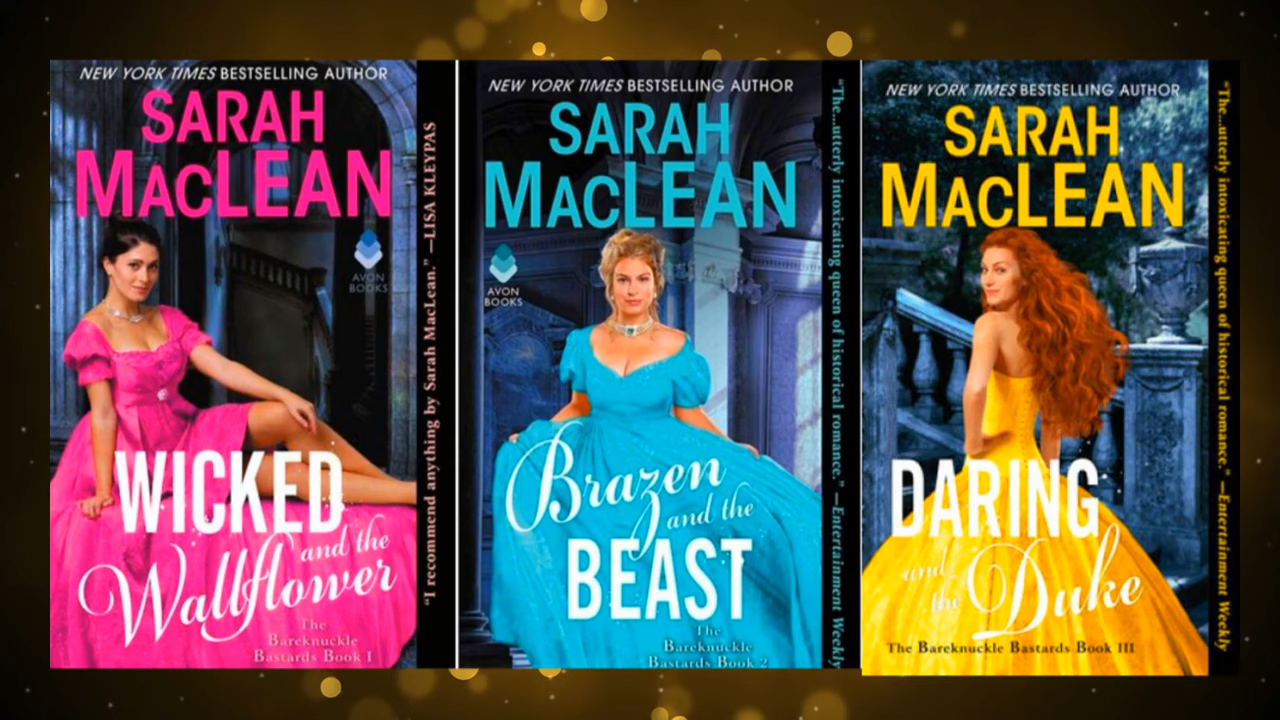 NEW YORK TIMES BESTSELLING AUTHOR
SARAH
MACLEAN
AVON
BOOKS
WICKED
and the
Wallflower
The
Bareknuckle
Bastards Book I
"I recommend anything by Sarah MacLean." —LISA KLEYPAS
NEW YORK TIMES BESTSELLING AUTHOR
SARAH
MACLEAN
AVON
BOOKS
Brazen
and the
BEAST
The
Bareknuckle
Bastards Book 2
"The...utterly intoxicating queen of historical romance." —Entertainment Weekly
NEW YORK TIMES BESTSELLING AUTHOR
SARAH
MACLEAN
DARING
and
the Duke
The Bareknuckle Bastards Book III
"The...utterly intoxicating queen of historical romance." —Entertainment Weekly